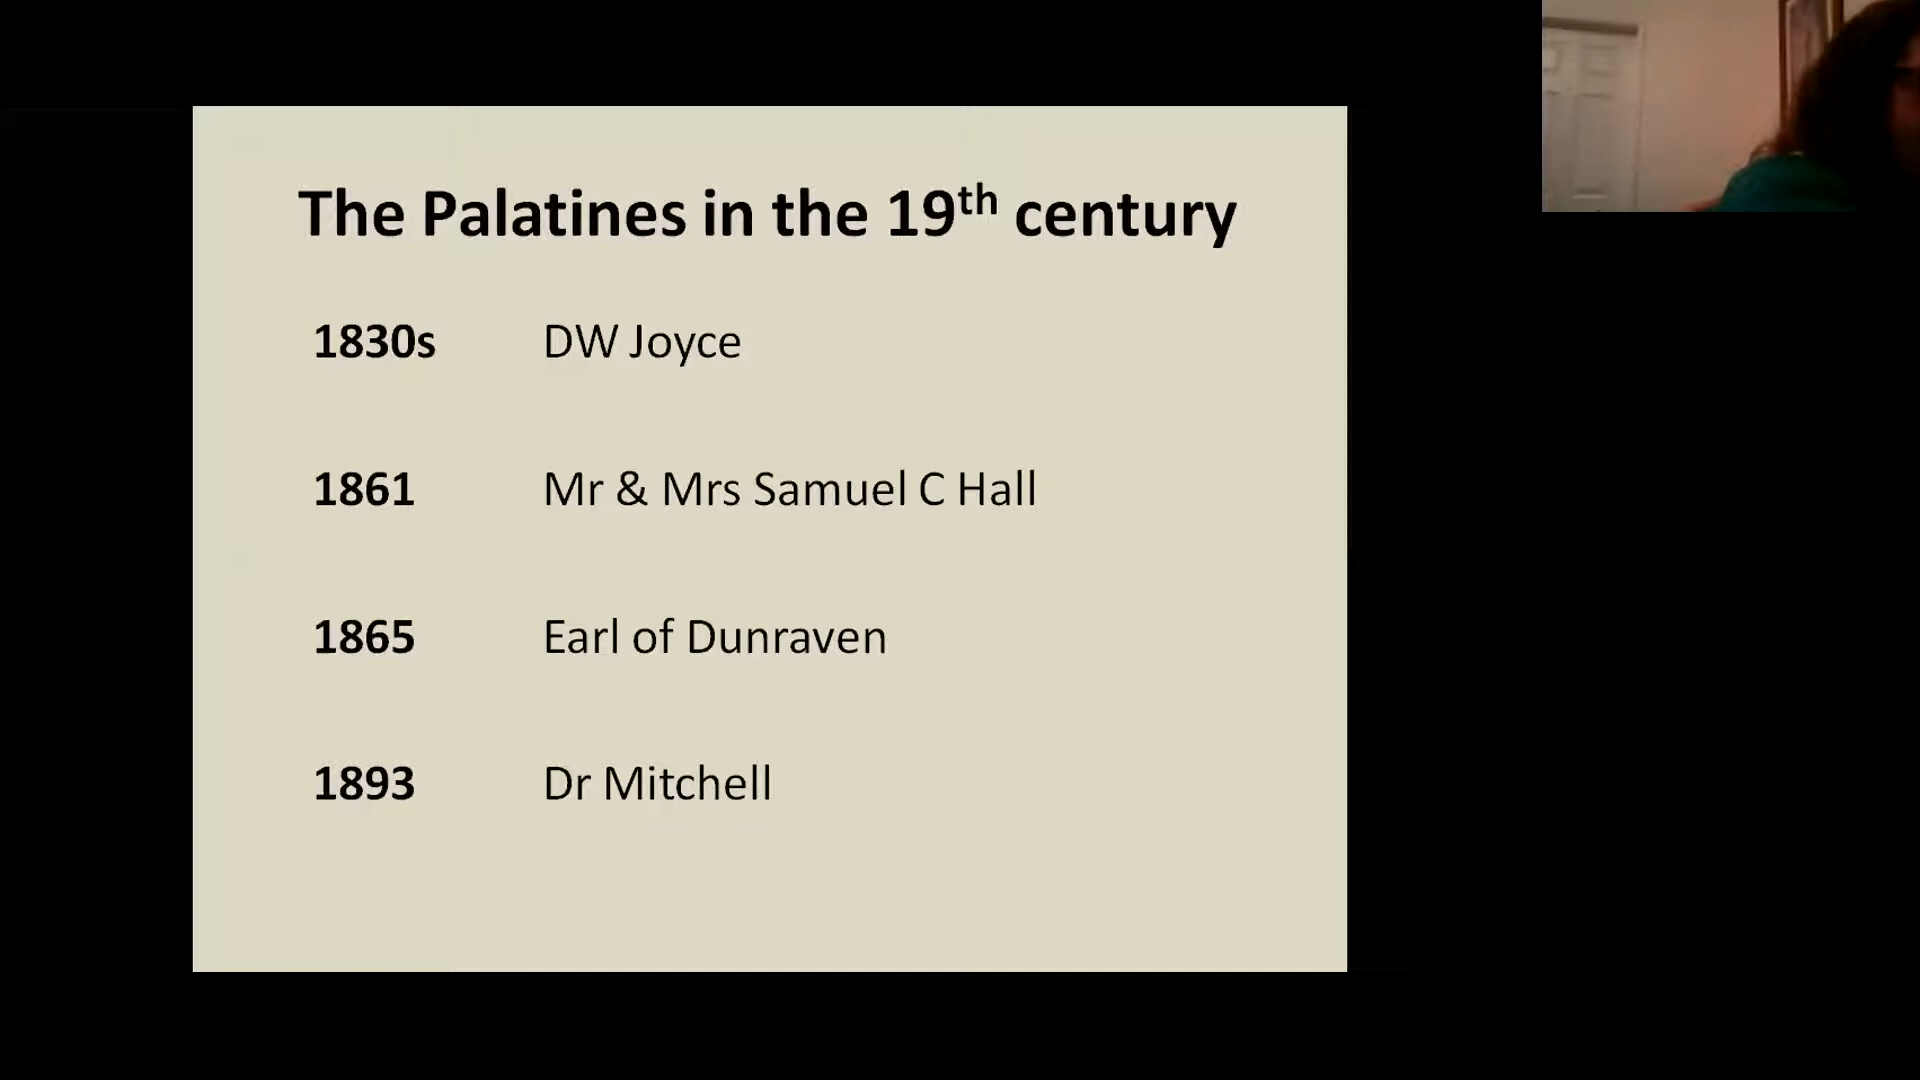 The Palatines in the 19th century
1830s DW Joyce
1861 Mr & Mrs Samuel C Hall
1865 Earl of Dunraven
1893 Dr Mitchell